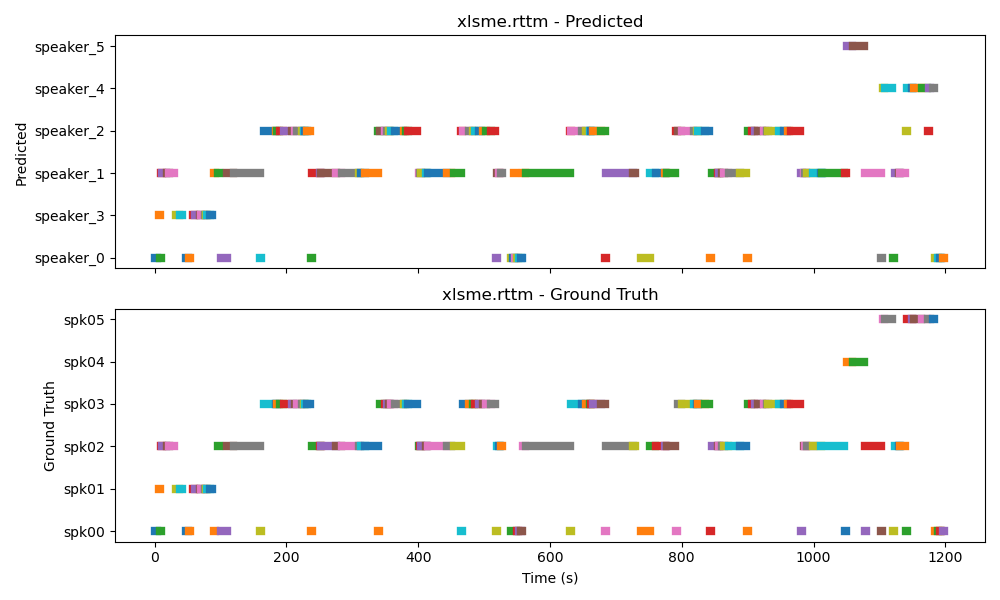 xlsme.rttm - Predicted
speaker_5
speaker_4
speaker_2
speaker_1
speaker_3
speaker_0
Predicted
xlsme.rttm - Ground Truth
spk05
spk04
spk03
spk02
spk01
spk00
Ground Truth
0 200 400 600 800 1000 1200
Time (s)